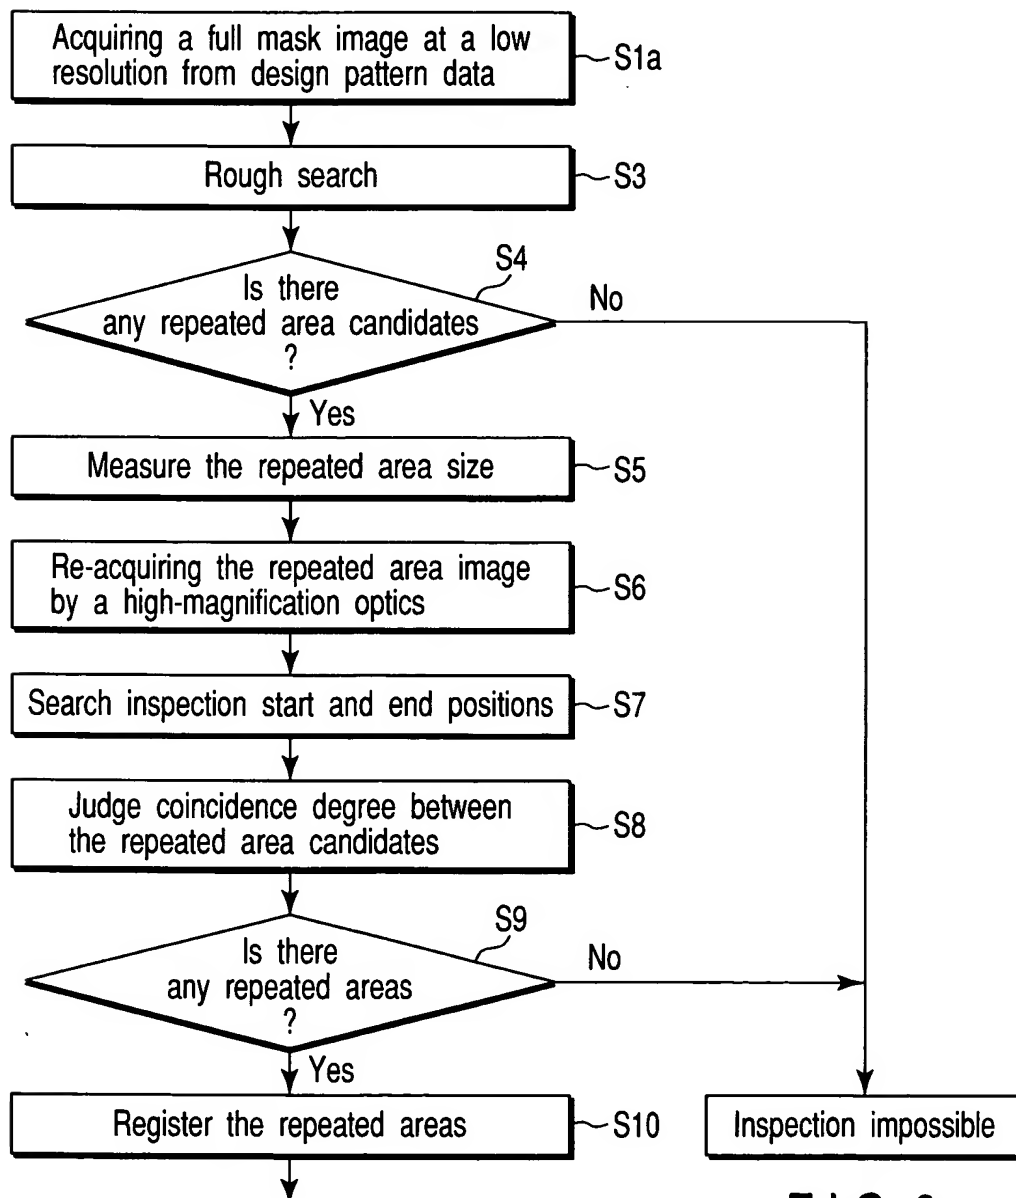 Acquiring a full mask image at a low
resolution from design pattern data
S1a
Rough search
S3
S4
Is there
any repeated area candidates
?
No
Yes
Measure the repeated area size
S5
Re-acquiring the repeated area image
by a high-magnification optics
S6
Search inspection start and end positions
S7
Judge coincidence degree between
the repeated area candidates
S8
S9
Is there
any repeated areas
?
No
Yes
Register the repeated areas
S10
Inspection impossible